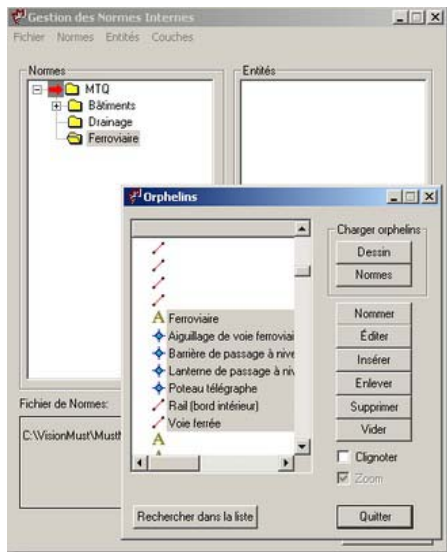 Gestion des Normes Internes
Fichier Normes Entités Couches
Normes
Entités
MTQ
Bâtiments
Drainage
Ferroviaire
Orphelins
Charger orphelins
Dessin
Normes
A Ferroviaire
Aiguillage de voie ferroviai
Barrière de passage à nive
Lanterne de passage à niv
Poteau télégraphe
Rail (bord intérieur)
Voie ferrée
A
Nommer
Éditer
Insérer
Enlever
Supprimer
Vider
Clignoter
Zoom
Fichier de Normes:
C:\VisionMust\Must
Rechercher dans la liste
Quitter